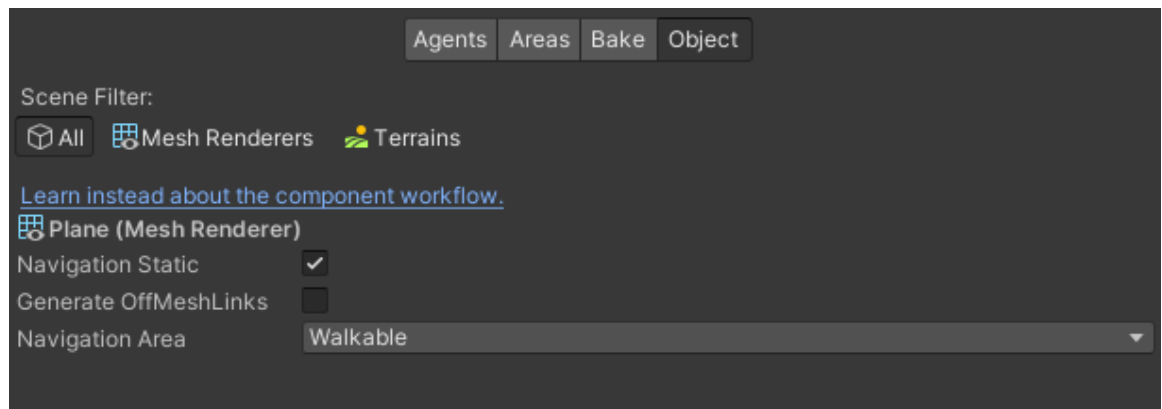 Agents Areas Bake Object
Scene Filter:
All Mesh Renderers Terrains
Learn instead about the component workflow.
Plane (Mesh Renderer)
Navigation Static
Generate OffMeshLinks
Navigation Area Walkable